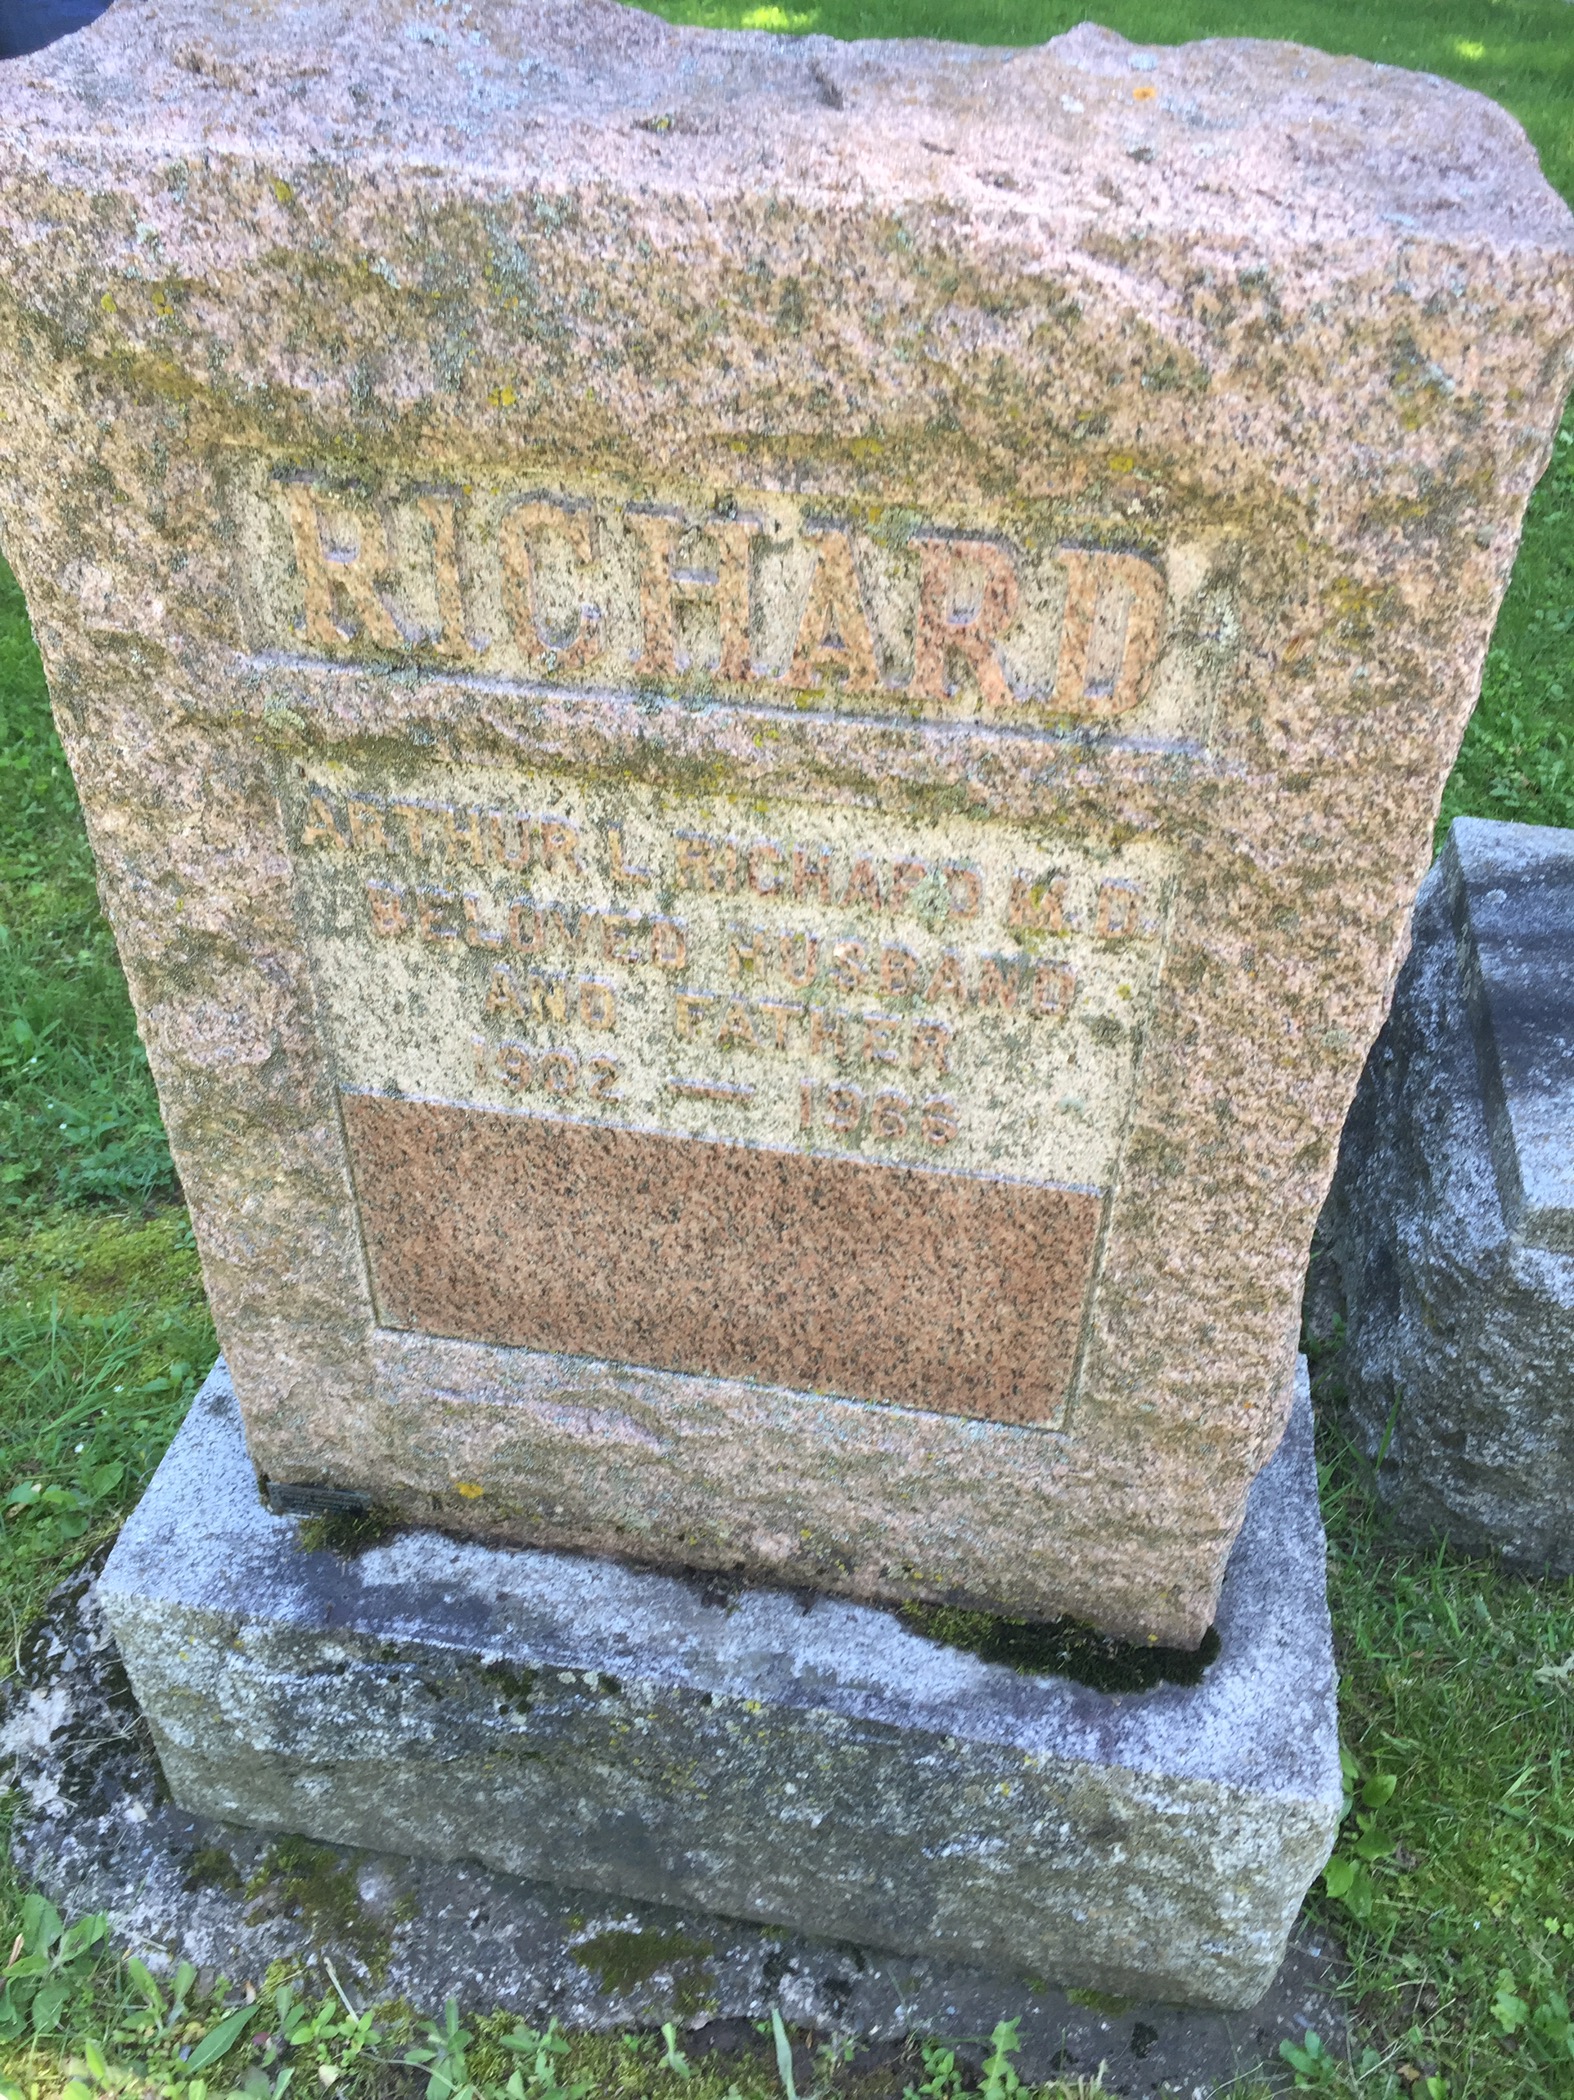 RICHARD
ARTHUR L RICHARD M.D.
BELOVED HUSBAND
AND FATHER
1902 — 1966